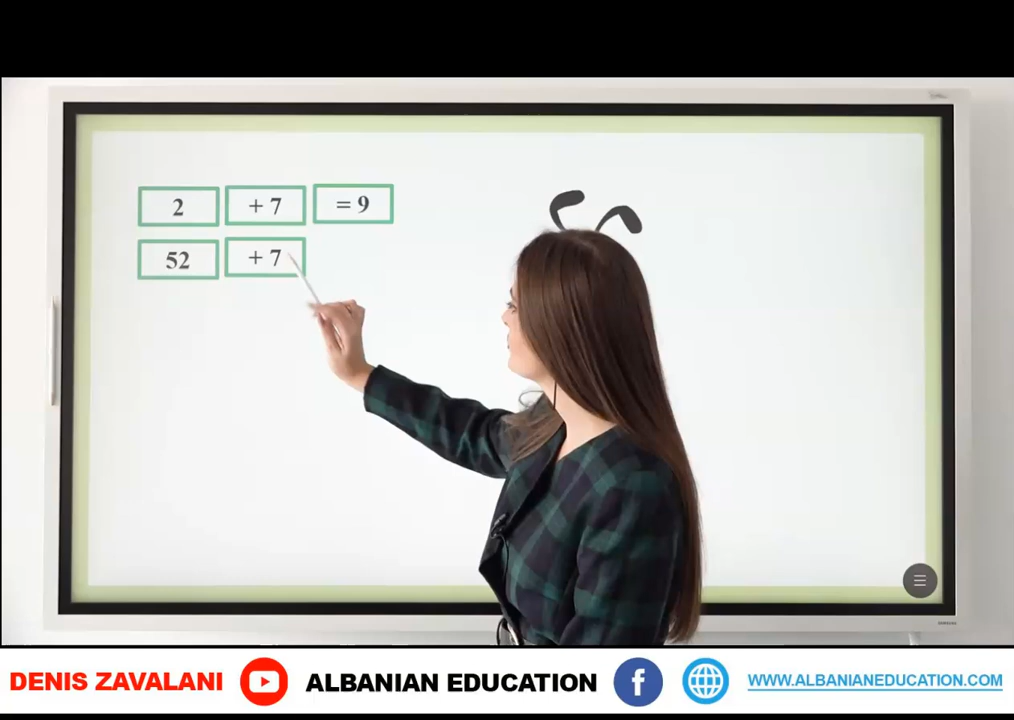 2 + 7 = 9
52 + 7
DENIS ZAVALANI ALBANIAN EDUCATION WWW.ALBANIANEDUCATION.COM